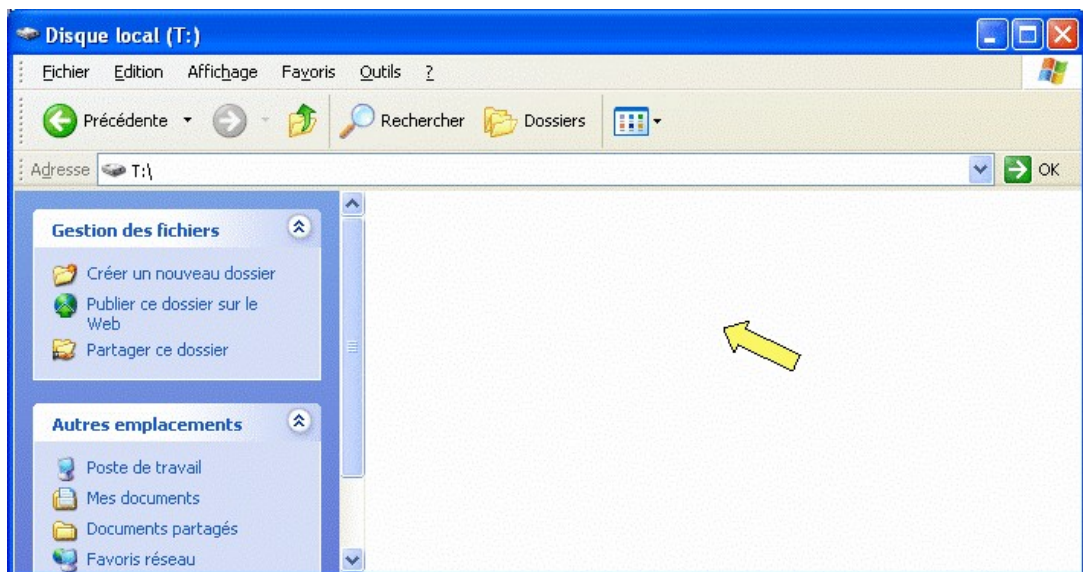 Disque local (T:)
Fichier Edition Affichage Favoris Outils ?
Précédente Rechercher Dossiers
Adresse T:\ OK
Gestion des fichiers
Créer un nouveau dossier
Publier ce dossier sur le
Web
Partager ce dossier
Autres emplacements
Poste de travail
Mes documents
Documents partagés
Favoris réseau